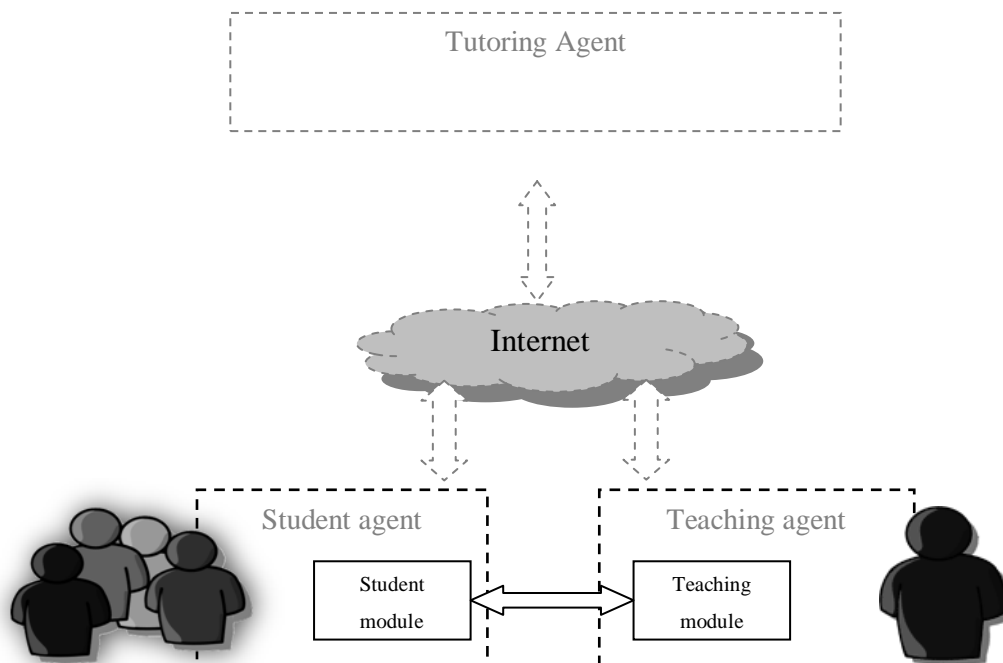 Tutoring Agent
Internet
Student agent
Teaching agent
Student
module
Teaching
module